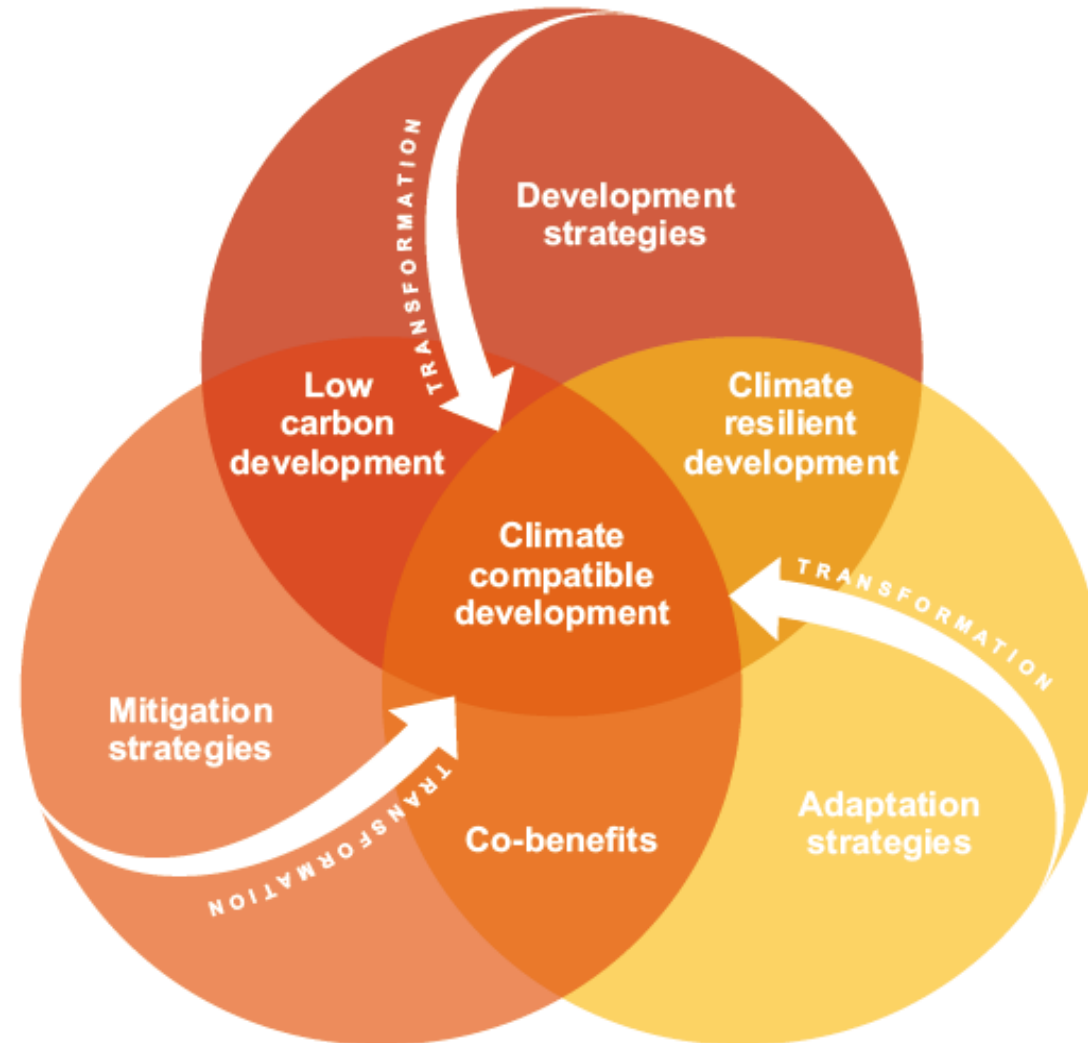 TRANSFORMATION
Development
strategies
Low
carbon
development
Climate
resilient
development
Climate
compatible
development
TRANSFORMATION
Mitigation
strategies
TRANSFORMATION
Adaptation
strategies
Co-benefits